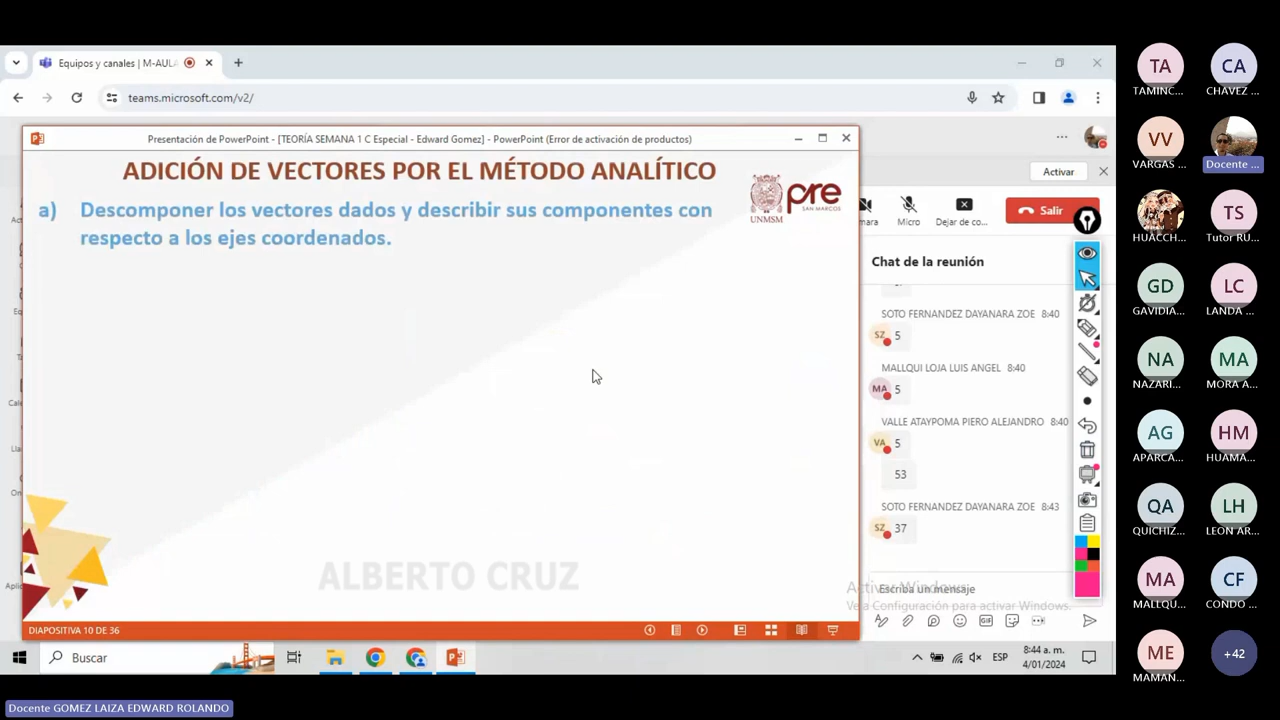 Equipos y canales | M-AULA
teams.microsoft.com/v2/
Presentación de PowerPoint - [TEORÍA SEMANA 1 C Especial - Edward Gomez] - PowerPoint (Error de activación de productos)
ADICIÓN DE VECTORES POR EL MÉTODO ANALÍTICO
UNMSM
pre
SAN MARCOS
a) Descomponer los vectores dados y describir sus componentes con
respecto a los ejes coordenados.
ALBERTO CRUZ
DIAPOSITIVA 10 DE 36
Activar
Micro
Dejar de co...
Salir
Chat de la reunión
SOTO FERNANDEZ DAYANARA ZOE 8:40
SZ 5
MALLQUI LOJA LUIS ANGEL 8:40
MA 5
VALLE ATAYPOMA PIERO ALEJANDRO 8:40
VA 5
53
SOTO FERNANDEZ DAYANARA ZOE 8:43
SZ 37
Activar Windows
Ve a Configuración para activar Windows.
Escriba un mensaje
GIF
Buscar
ESP
8:44 a. m.
4/01/2024
TA
TAMINC...
CA
CHAVEZ ...
VV
VARGAS ...
Docente ...
HUACCH...
TS
Tutor RU...
GD
GAVIDIA...
LC
LANDA ...
NA
NAZARI...
MA
MORA A...
AG
APARCA...
HM
HUAMA...
QA
QUICHIZ...
LH
LEON AR...
MA
MALLQU...
CF
CONDO ...
ME
MAMAN...
+42
Docente GOMEZ LAIZA EDWARD ROLANDO